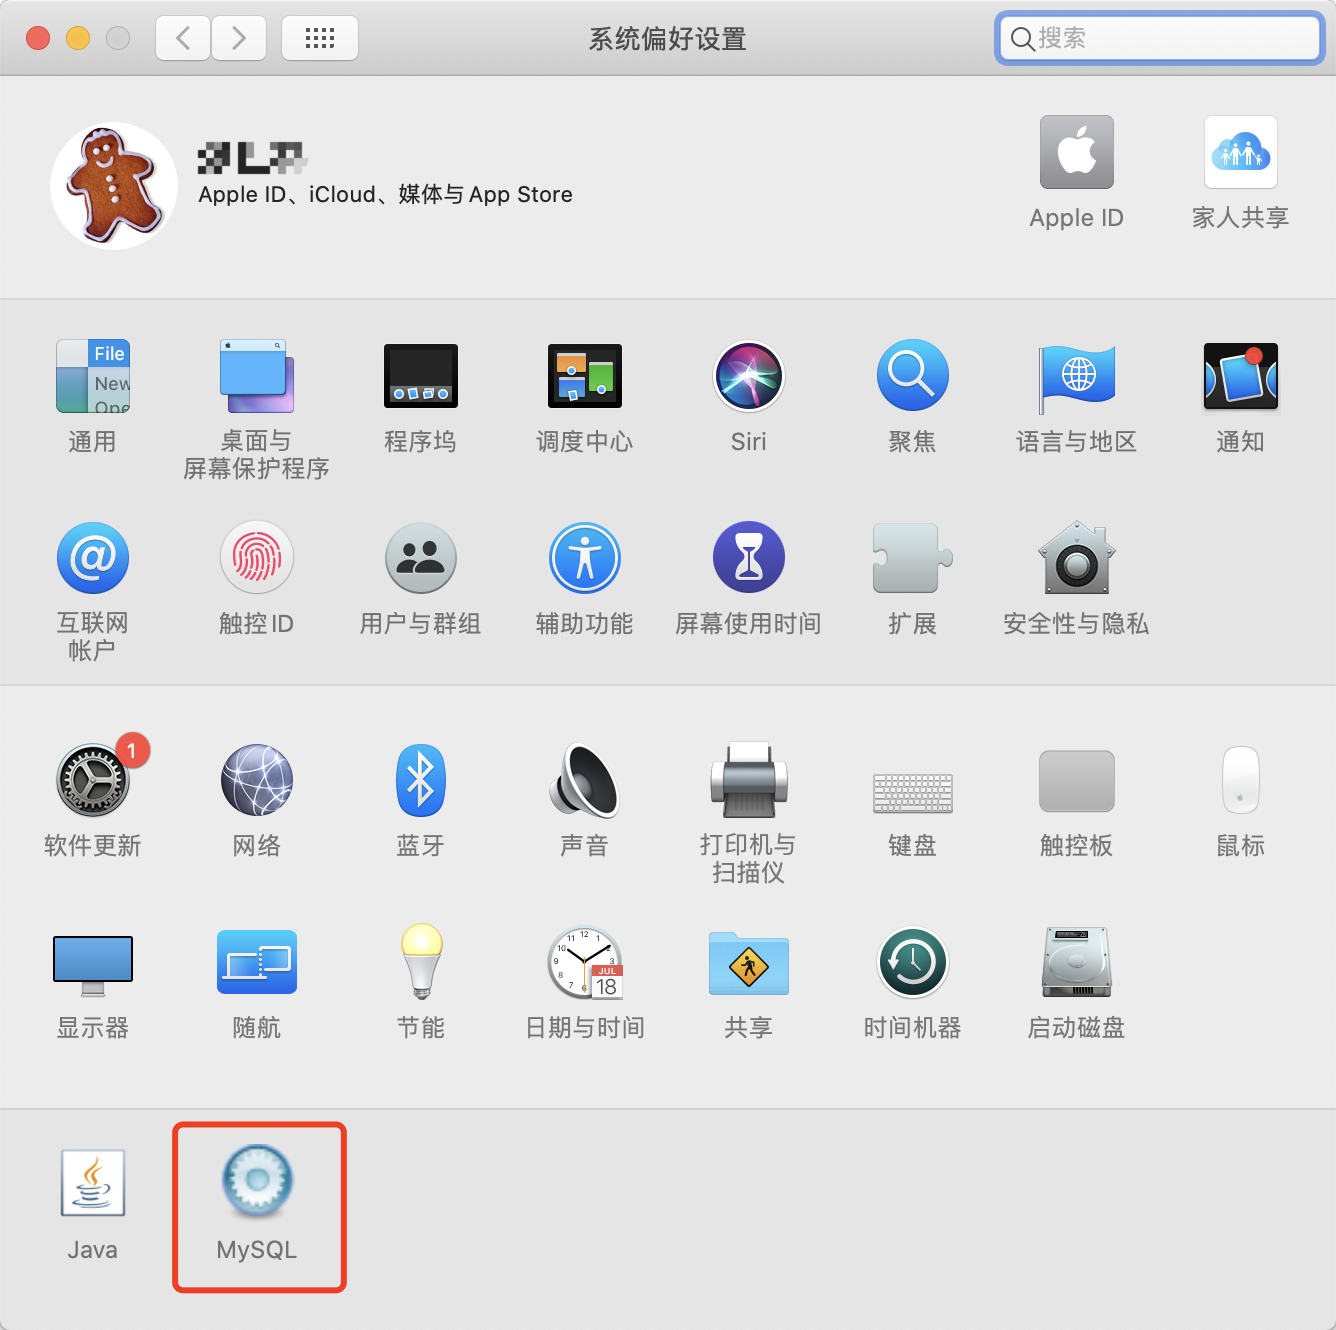 系统偏好设置
搜索
Apple ID、iCloud、媒体与 App Store
Apple ID
家人共享
File
New
Ope
通用
桌面与
屏幕保护程序
程序坞
调度中心
Siri
聚焦
语言与地区
通知
@
互联网
帐户
触控 ID
用户与群组
辅助功能
屏幕使用时间
扩展
安全性与隐私
1
软件更新
网络
蓝牙
声音
打印机与
扫描仪
键盘
触控板
鼠标
显示器
随航
节能
JUL
18
日期与时间
共享
时间机器
启动磁盘
Java
MySQL